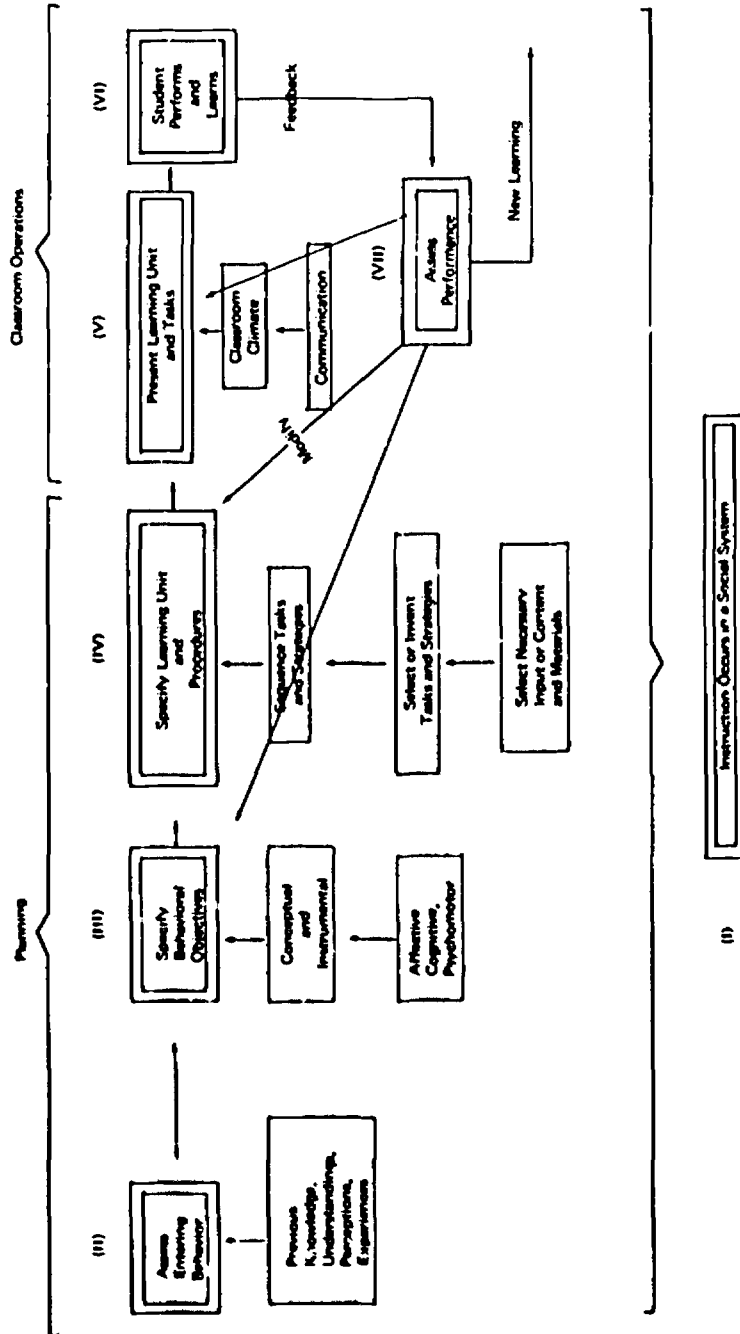 Planning
Classroom Operations
(II)
(III)
(IV)
(V)
(VI)
Assess
Entering
Behavior
Specify
Behavioral
Objectives
Specify Learning Unit
and
Procedures
Present Learning Unit
and Tasks
Student
Performs
and
Learns
Previous
Knowledge,
Understandings,
Perceptions,
Experiences
Conceptual
and
Instrumental
Affective
Cognitive,
Psychomotor
Sequence Tasks
and Strategies
Select or Invent
Tasks and Strategies
Select Necessary
Input or Content
and Materials
Classroom
Climate
Communication
Modify
Feedback
(VII)
Assess
Performance
New Learning
(I)
Instruction Occurs in a Social System